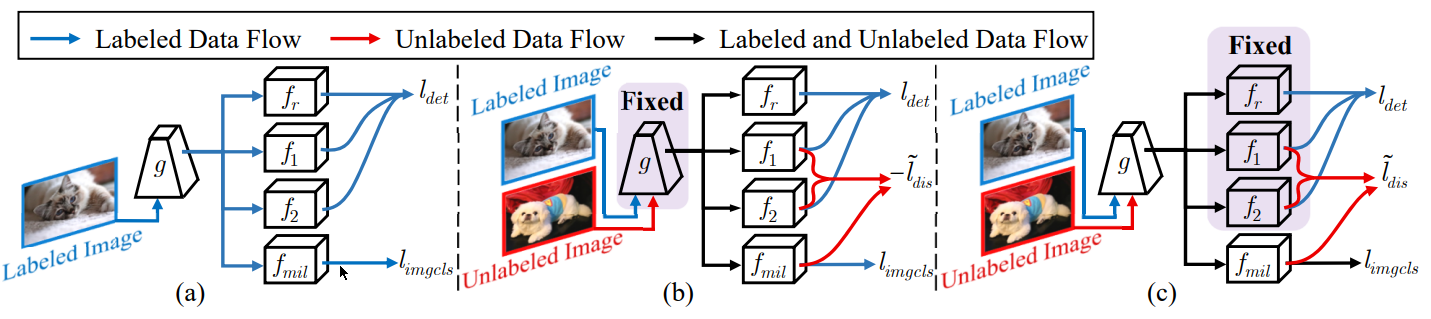 Labeled Data Flow Unlabeled Data Flow Labeled and Unlabeled Data Flow
Labeled Image
g
f_r
f_1
f_2
f_{mil}
l_{det}
l_{imgcls}
(a)
Labeled Image
Unlabeled Image
Fixed
g
f_r
f_1
f_2
f_{mil}
l_{det}
-\tilde{l}_{dis}
l_{imgcls}
(b)
Labeled Image
Unlabeled Image
g
Fixed
f_r
f_1
f_2
f_{mil}
l_{det}
\tilde{l}_{dis}
l_{imgcls}
(c)